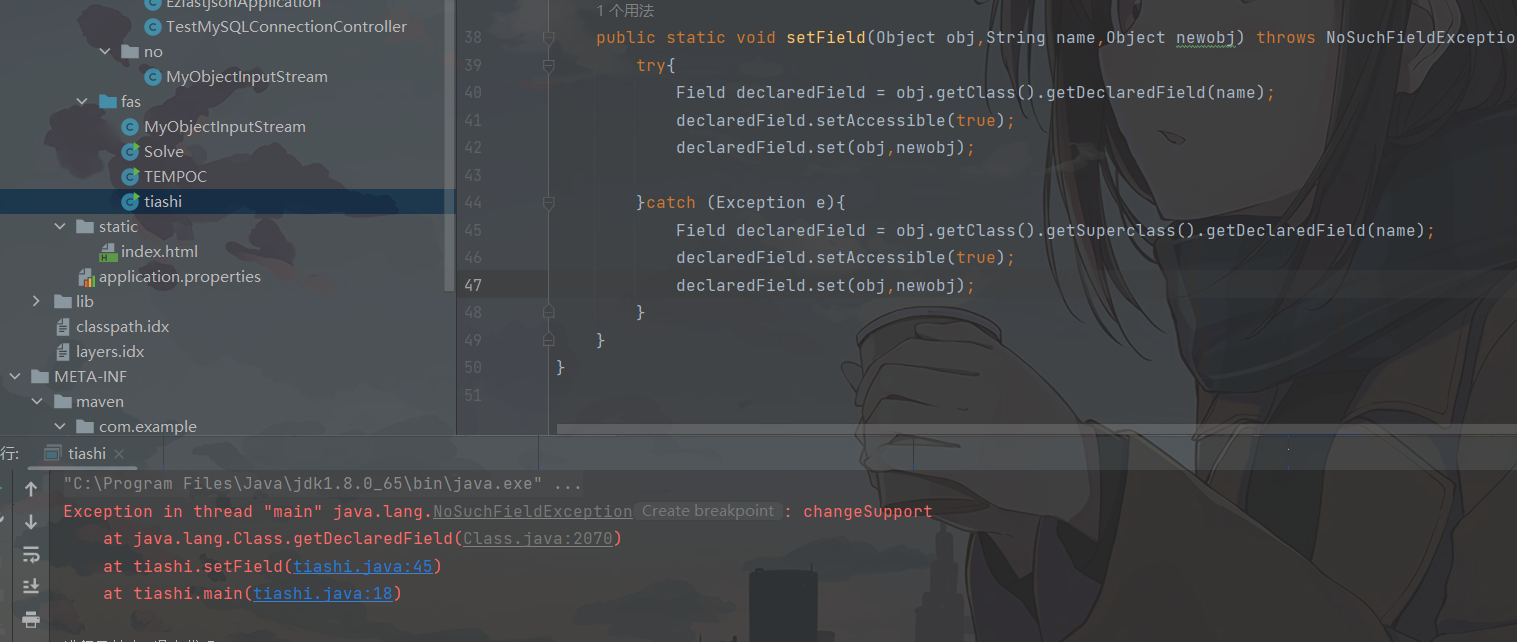 EzfastjsonApplication
TestMySQLConnectionController
no
MyObjectInputStream
fas
MyObjectInputStream
Solve
TEMPOC
tiashi
static
index.html
application.properties
lib
classpath.idx
layers.idx
META-INF
maven
com.example
1 个用法
38 public static void setField(Object obj,String name,Object newobj) throws NoSuchFieldExceptio
39 try{
40 Field declaredField = obj.getClass().getDeclaredField(name);
41 declaredField.setAccessible(true);
42 declaredField.set(obj,newobj);
43
44 }catch (Exception e){
45 Field declaredField = obj.getClass().getSuperclass().getDeclaredField(name);
46 declaredField.setAccessible(true);
47 declaredField.set(obj,newobj);
48 }
49 }
50 }
51
行: tiashi
"C:\Program Files\Java\jdk1.8.0_65\bin\java.exe" ...
Exception in thread "main" java.lang.NoSuchFieldException Create breakpoint : changeSupport
at java.lang.Class.getDeclaredField(Class.java:2070)
at tiashi.setField(tiashi.java:45)
at tiashi.main(tiashi.java:18)